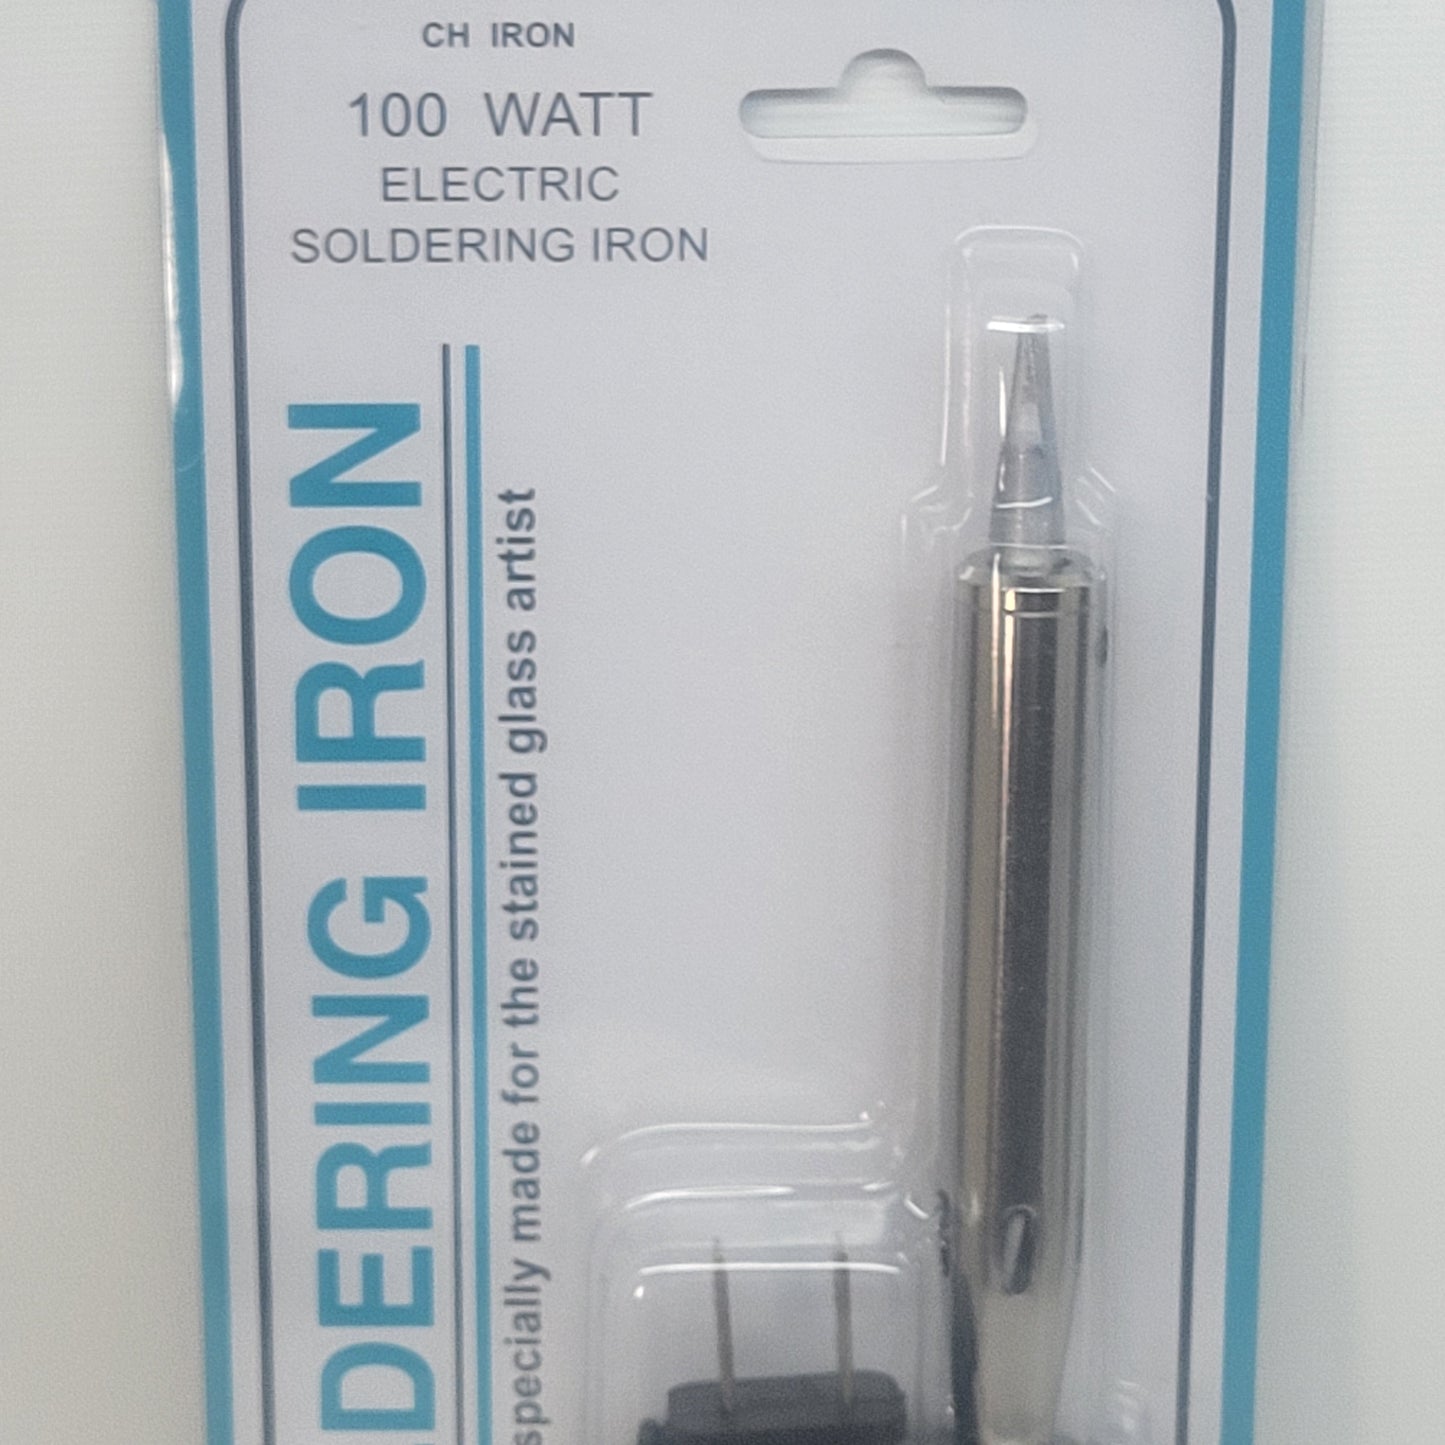 CH IRON
100 WATT
ELECTRIC
SOLDERING IRON
DERING IRON
specially made for the stained glass artist